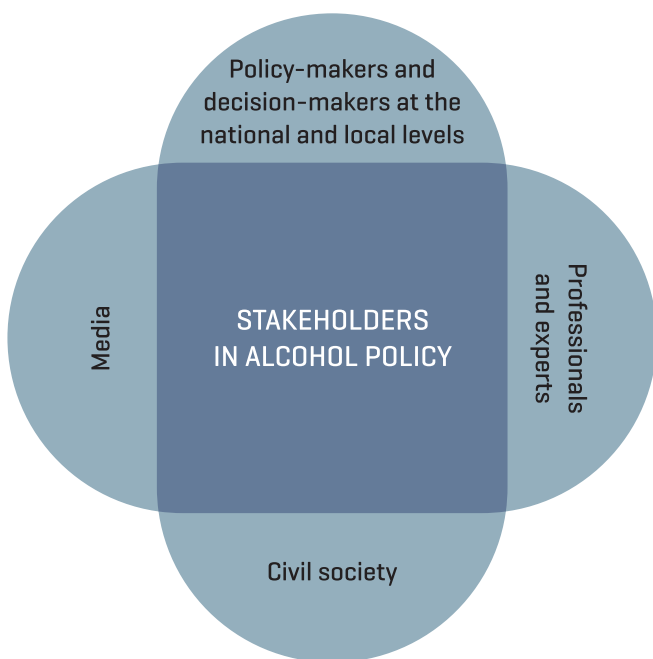 Policy-makers and
decision-makers at the
national and local levels
Media
STAKEHOLDERS
IN ALCOHOL POLICY
Professionals
and experts
Civil society